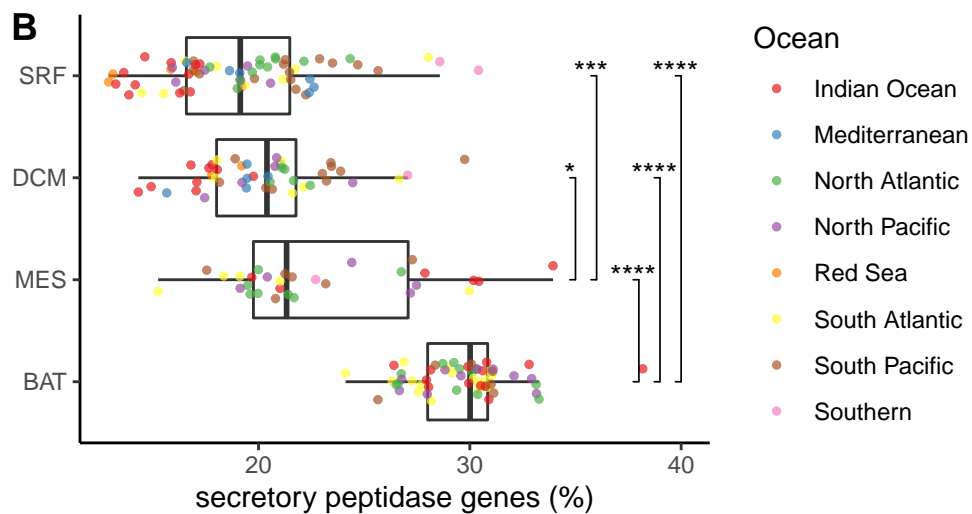 B
Ocean
SRF
*** ****
Indian Ocean
Mediterranean
DCM
* ****
North Atlantic
North Pacific
MES
****
Red Sea
South Atlantic
South Pacific
BAT
Southern
20 30 40
secretory peptidase genes (%)